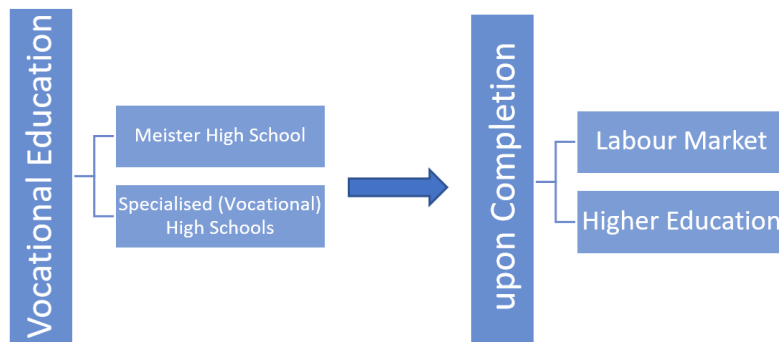 Vocational Education
Meister High School
Specialised (Vocational)
High Schools
upon Completion
Labour Market
Higher Education